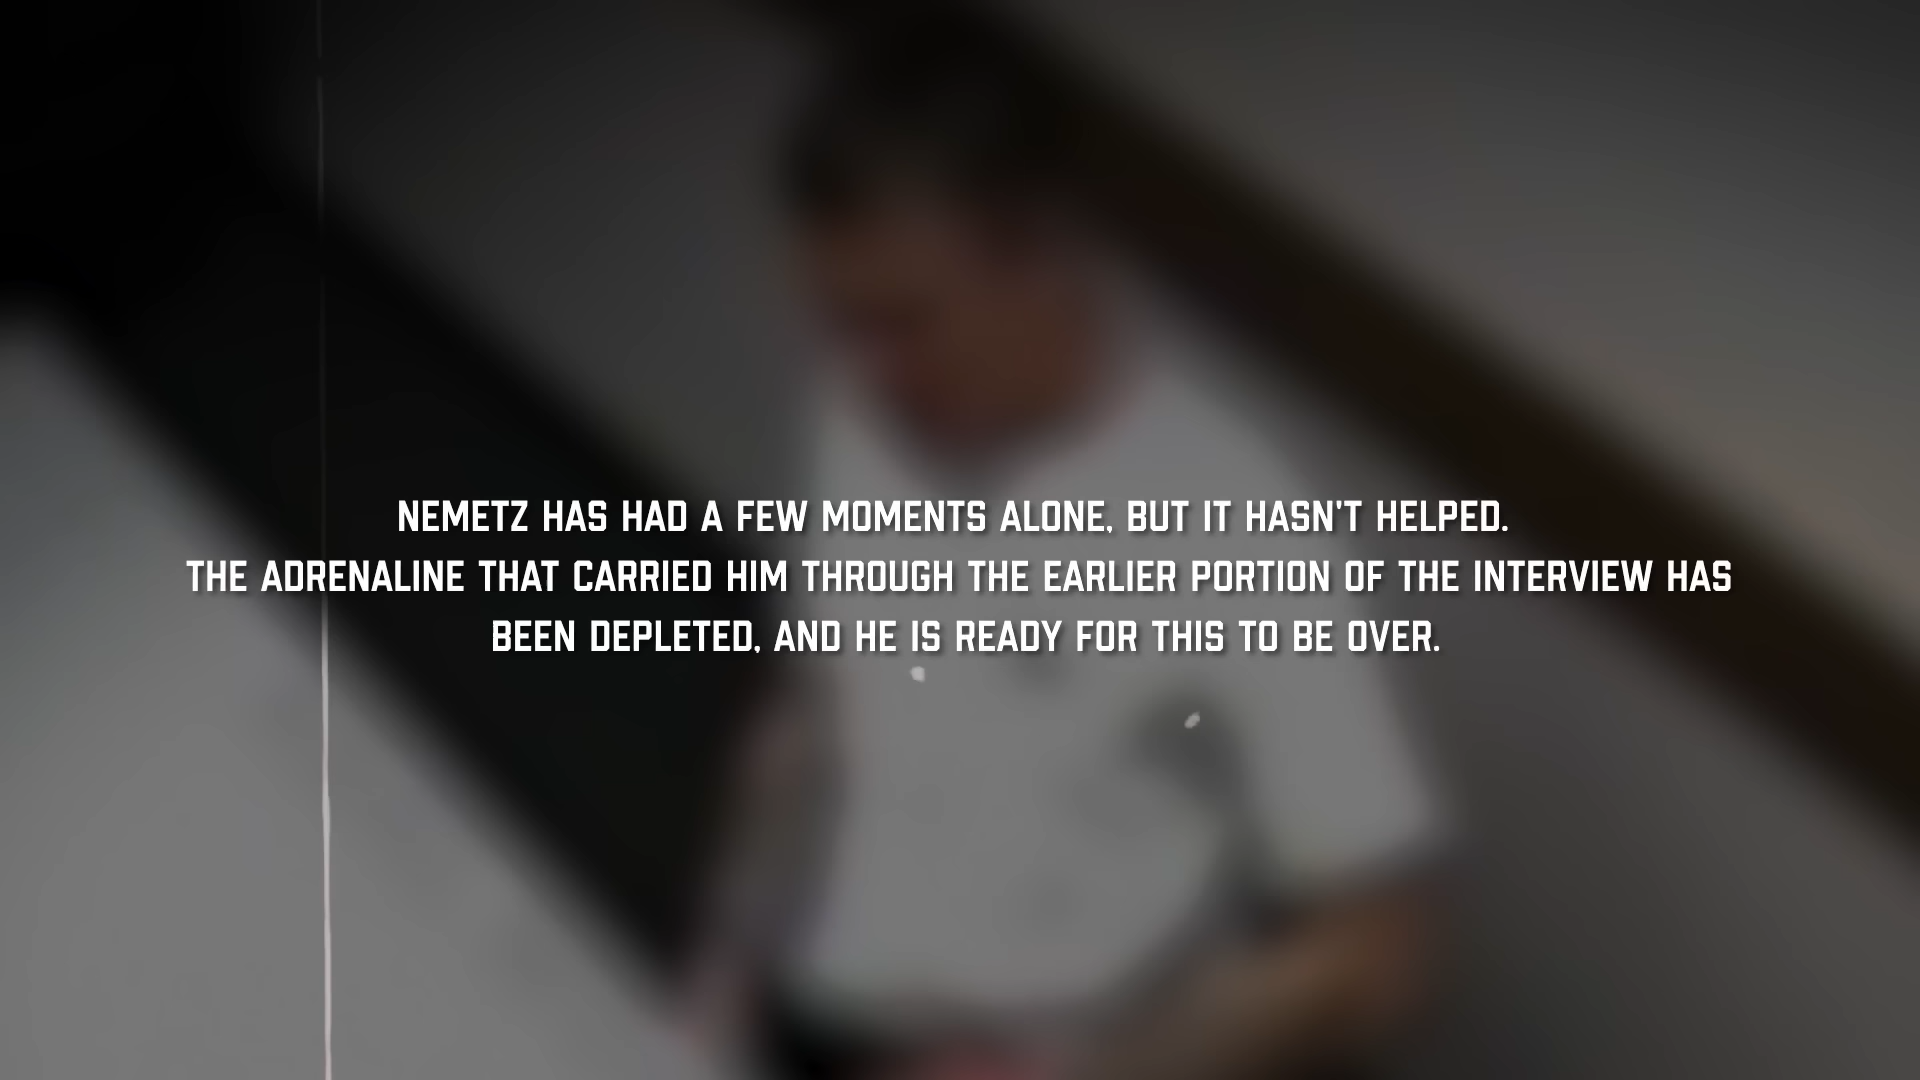 NEMETZ HAS HAD A FEW MOMENTS ALONE, BUT IT HASN'T HELPED.
THE ADRENALINE THAT CARRIED HIM THROUGH THE EARLIER PORTION OF THE INTERVIEW HAS
BEEN DEPLETED, AND HE IS READY FOR THIS TO BE OVER.